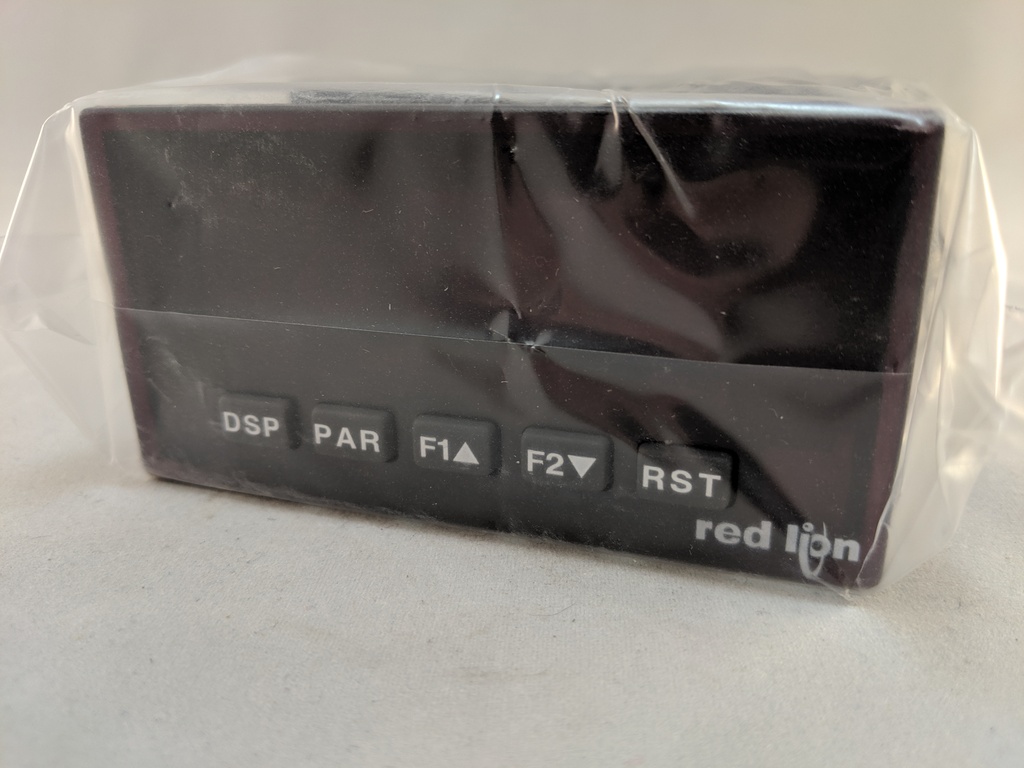 DSP PAR F1▲ F2▼ RST
red lion